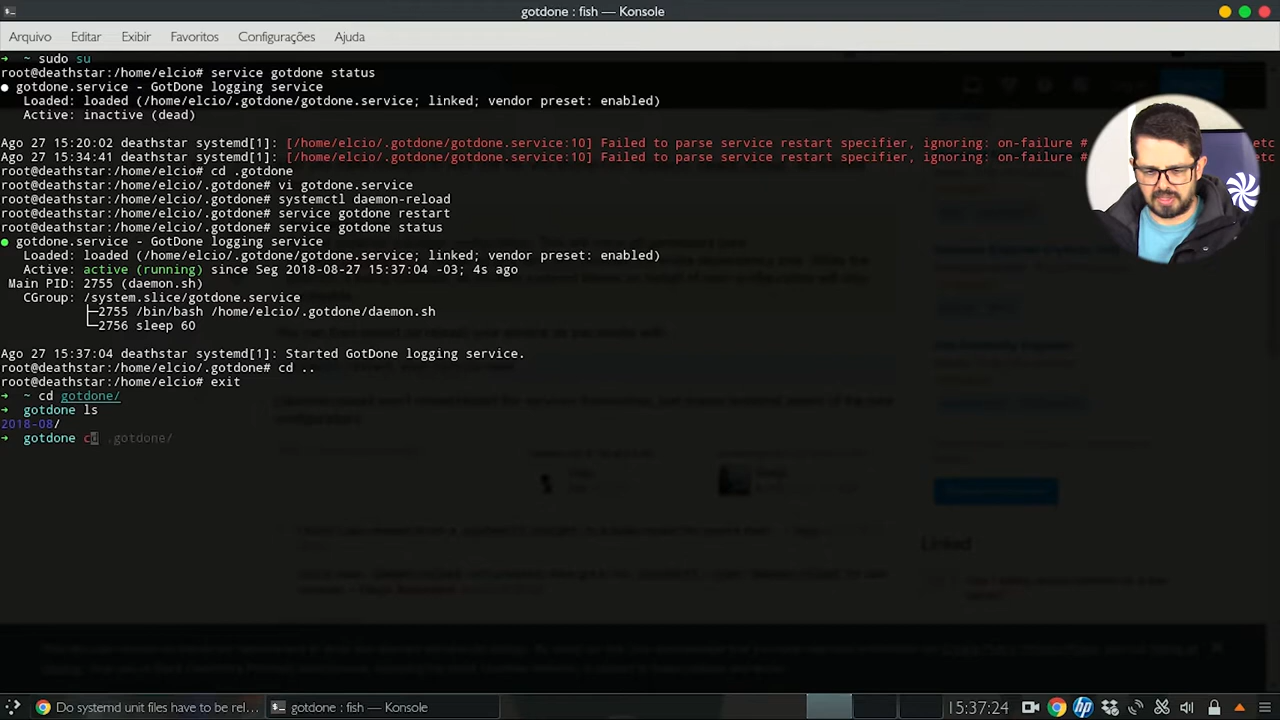 gotdone : fish — Konsole
Arquivo Editar Exibir Favoritos Configurações Ajuda
➜ ~ sudo su
root@deathstar:/home/elcio# service gotdone status
● gotdone.service - GotDone logging service
Loaded: loaded (/home/elcio/.gotdone/gotdone.service; linked; vendor preset: enabled)
Active: inactive (dead)
Ago 27 15:20:02 deathstar systemd[1]: [/home/elcio/.gotdone/gotdone.service:10] Failed to parse service restart specifier, ignoring: on-failure # etc
Ago 27 15:34:41 deathstar systemd[1]: [/home/elcio/.gotdone/gotdone.service:10] Failed to parse service restart specifier, ignoring: on-failure # etc
root@deathstar:/home/elcio# cd .gotdone
root@deathstar:/home/elcio/.gotdone# vi gotdone.service
root@deathstar:/home/elcio/.gotdone# systemctl daemon-reload
root@deathstar:/home/elcio/.gotdone# service gotdone restart
root@deathstar:/home/elcio/.gotdone# service gotdone status
● gotdone.service - GotDone logging service
Loaded: loaded (/home/elcio/.gotdone/gotdone.service; linked; vendor preset: enabled)
Active: active (running) since Seg 2018-08-27 15:37:04 -03; 4s ago
Main PID: 2755 (daemon.sh)
CGroup: /system.slice/gotdone.service
├─2755 /bin/bash /home/elcio/.gotdone/daemon.sh
└─2756 sleep 60
Ago 27 15:37:04 deathstar systemd[1]: Started GotDone logging service.
root@deathstar:/home/elcio/.gotdone# cd ..
root@deathstar:/home/elcio# exit
➜ ~ cd gotdone/
➜ gotdone ls
2018-08/
➜ gotdone cd .gotdone/
Linked
Do systemd unit files have to be rel... gotdone : fish — Konsole 15:37:24